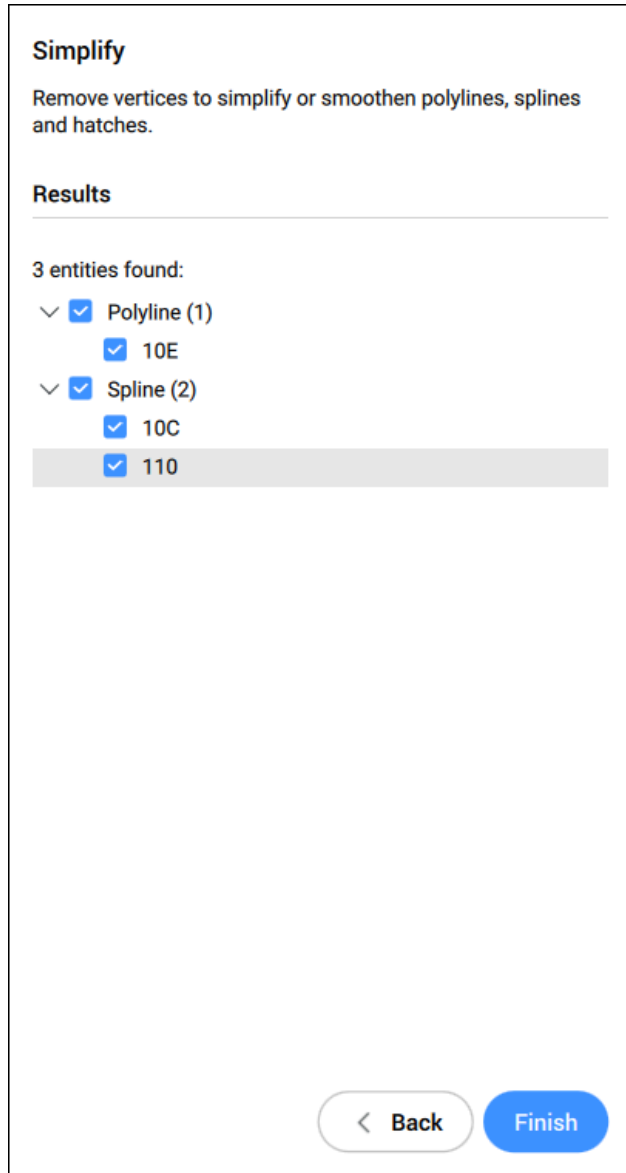 Simplify
Remove vertices to simplify or smoothen polylines, splines
and hatches.
Results
3 entities found:
Polyline (1)
10E
Spline (2)
10C
110
Back
Finish